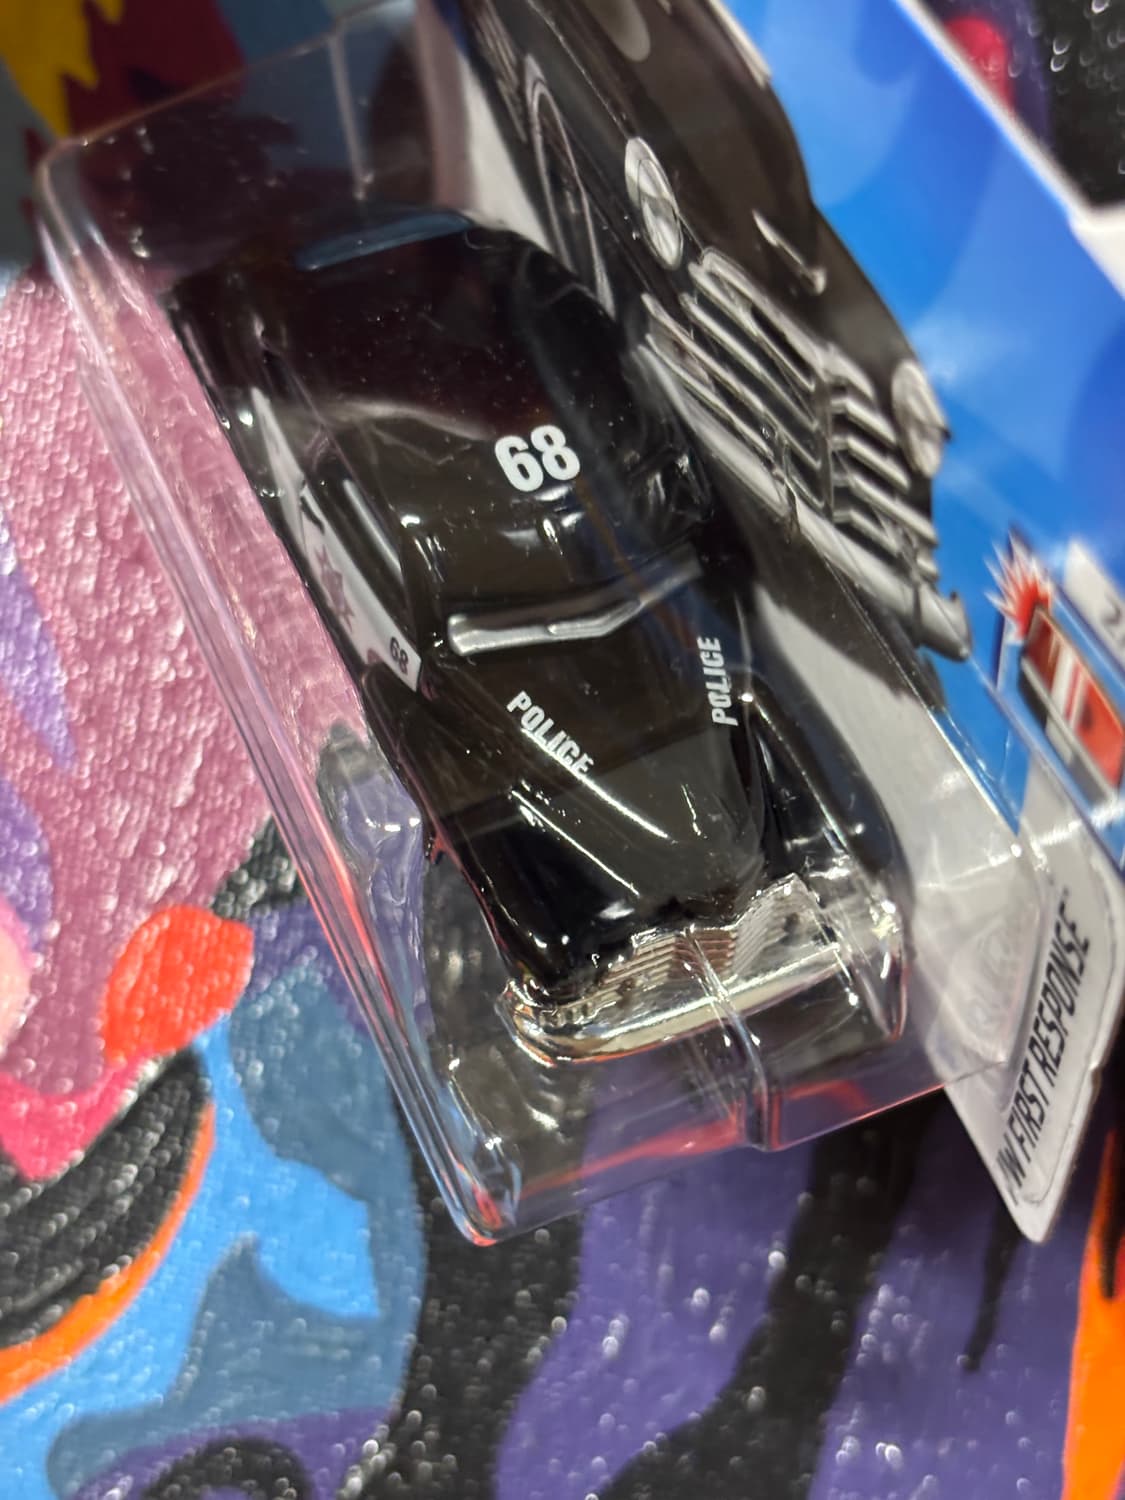 68
68
POLICE
POLICE
HW FIRST RESPONSE